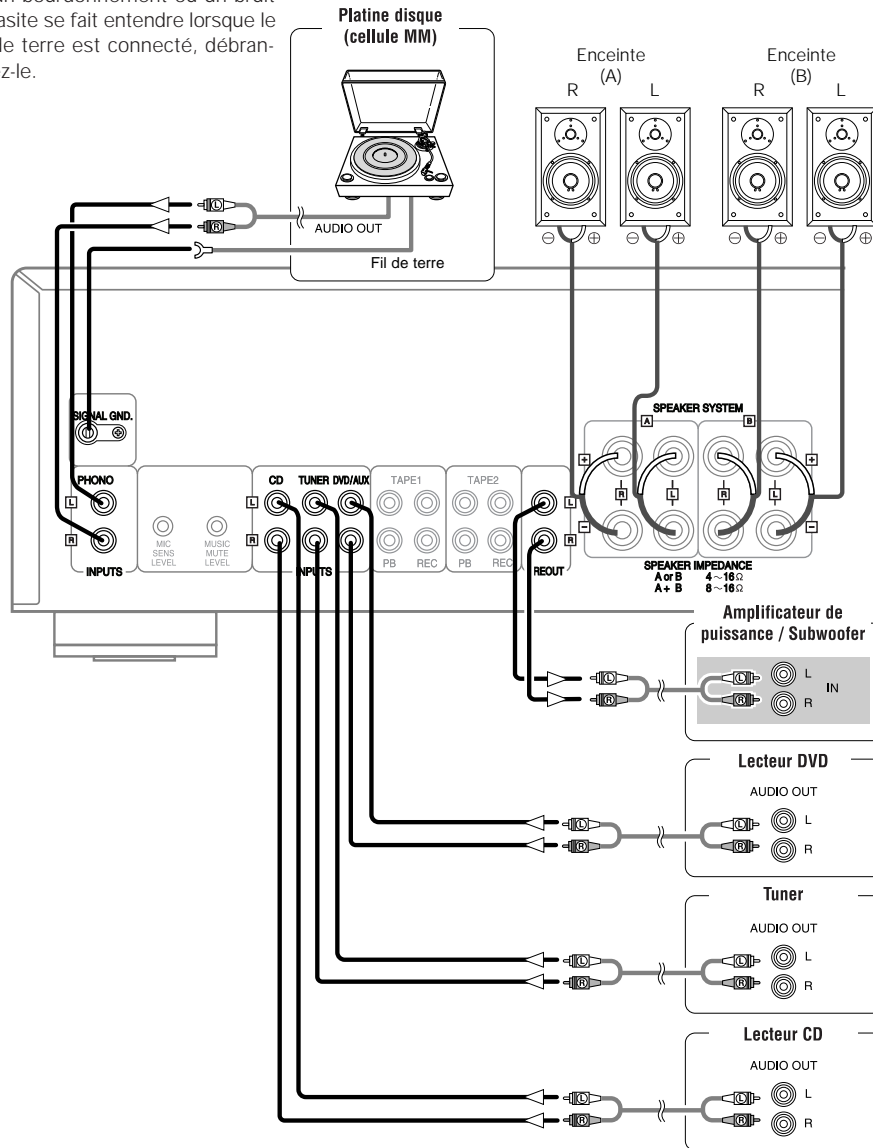 un bourdonnement ou un bruit
se fait entendre lorsque le
de terre est connecté, débran-
Platine disque
(cellule MM)
AUDIO OUT
Fil de terre
Enceinte
(A)
R L
Enceinte
(B)
R L
⊖ ⊕ ⊖ ⊕ ⊖ ⊕ ⊖ ⊕
L
R
SIGNAL GND.
PHONO
L
R
INPUTS
MIC
SENS
LEVEL
MUSIC
MUTE
LEVEL
CD TUNER DVD/AUX
L
R
INPUTS
TAPE1
PB REC
TAPE2
PB REC
L
R
REOUT
SPEAKER SYSTEM
A B
+ +
R L R L
− −
SPEAKER IMPEDANCE
A or B 4～16Ω
A + B 8～16Ω
Amplificateur de
puissance / Subwoofer
L L L
IN
R R R
Lecteur DVD
AUDIO OUT
L L L
R R R
Tuner
AUDIO OUT
L L L
R R R
Lecteur CD
AUDIO OUT
L L L
R R R